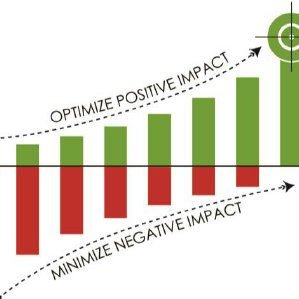 OPTIMIZE POSITIVE IMPACT
MINIMIZE NEGATIVE IMPACT